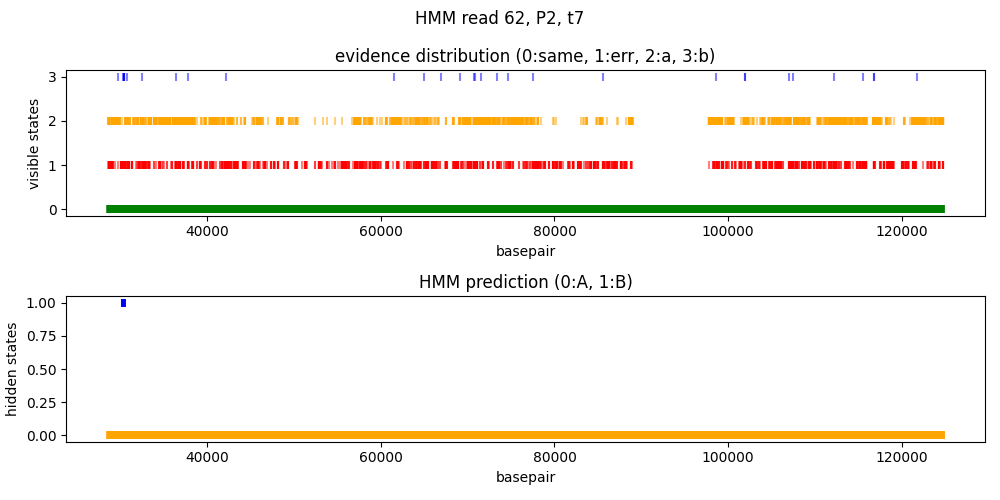 HMM read 62, P2, t7
evidence distribution (0:same, 1:err, 2:a, 3:b)
visible states
3
2
1
0
40000 60000 80000 100000 120000
basepair
HMM prediction (0:A, 1:B)
hidden states
1.00
0.75
0.50
0.25
0.00
40000 60000 80000 100000 120000
basepair